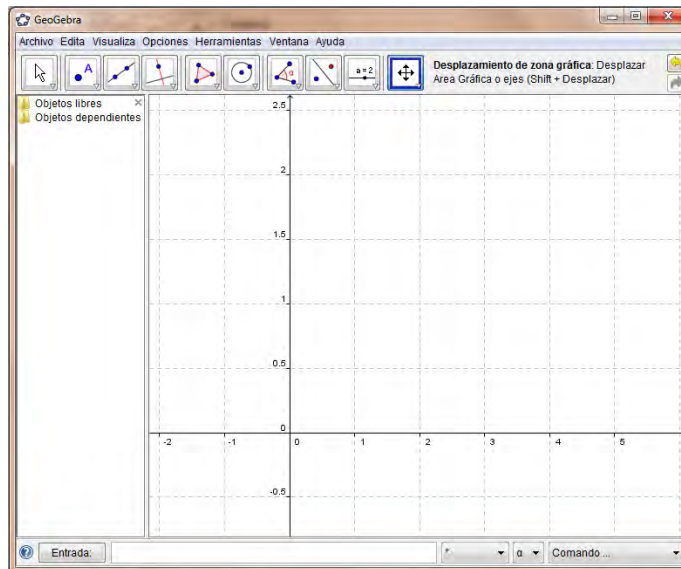 GeoGebra
Archivo Edita Visualiza Opciones Herramientas Ventana Ayuda
A
α
a = 2
Desplazamiento de zona gráfica: Desplazar
Area Gráfica o ejes (Shift + Desplazar)
Objetos libres
Objetos dependientes
2.5
2
1.5
1
0.5
0
-2 -1 0 1 2 3 4 5
-0.5
Entrada:
α
Comando ...